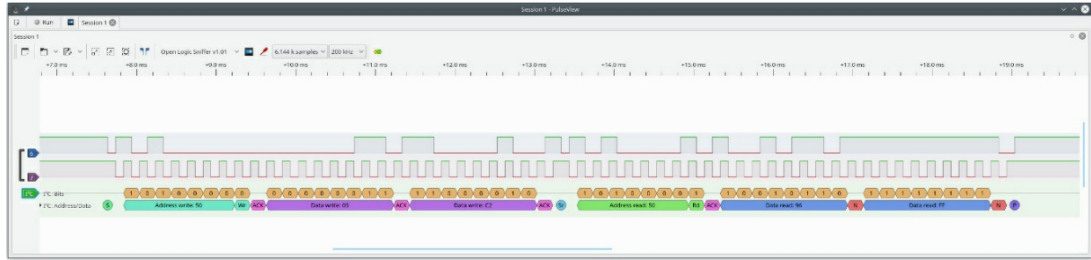 Session 1 - PulseView
Run Session 1
Session 1
Open Logic Sniffer v1.01 6.144 k samples 200 kHz
+7.0 ms +8.0 ms +9.0 ms +10.0 ms +11.0 ms +12.0 ms +13.0 ms +14.0 ms +15.0 ms +16.0 ms +17.0 ms +18.0 ms +19.0 ms
I²C I²C: Bits 1 0 1 0 0 0 0 0 0 0 0 0 0 0 1 1 1 1 0 0 0 0 1 0 1 0 1 0 0 0 0 1 1 0 0 1 0 1 1 0 1 1 1 1 1 1 1 1
I²C: Address/Data S Address write: 50 Wr ACK Data write: 03 ACK Data write: C2 ACK Sr Address read: 50 Rd ACK Data read: 96 N Data read: FF N P